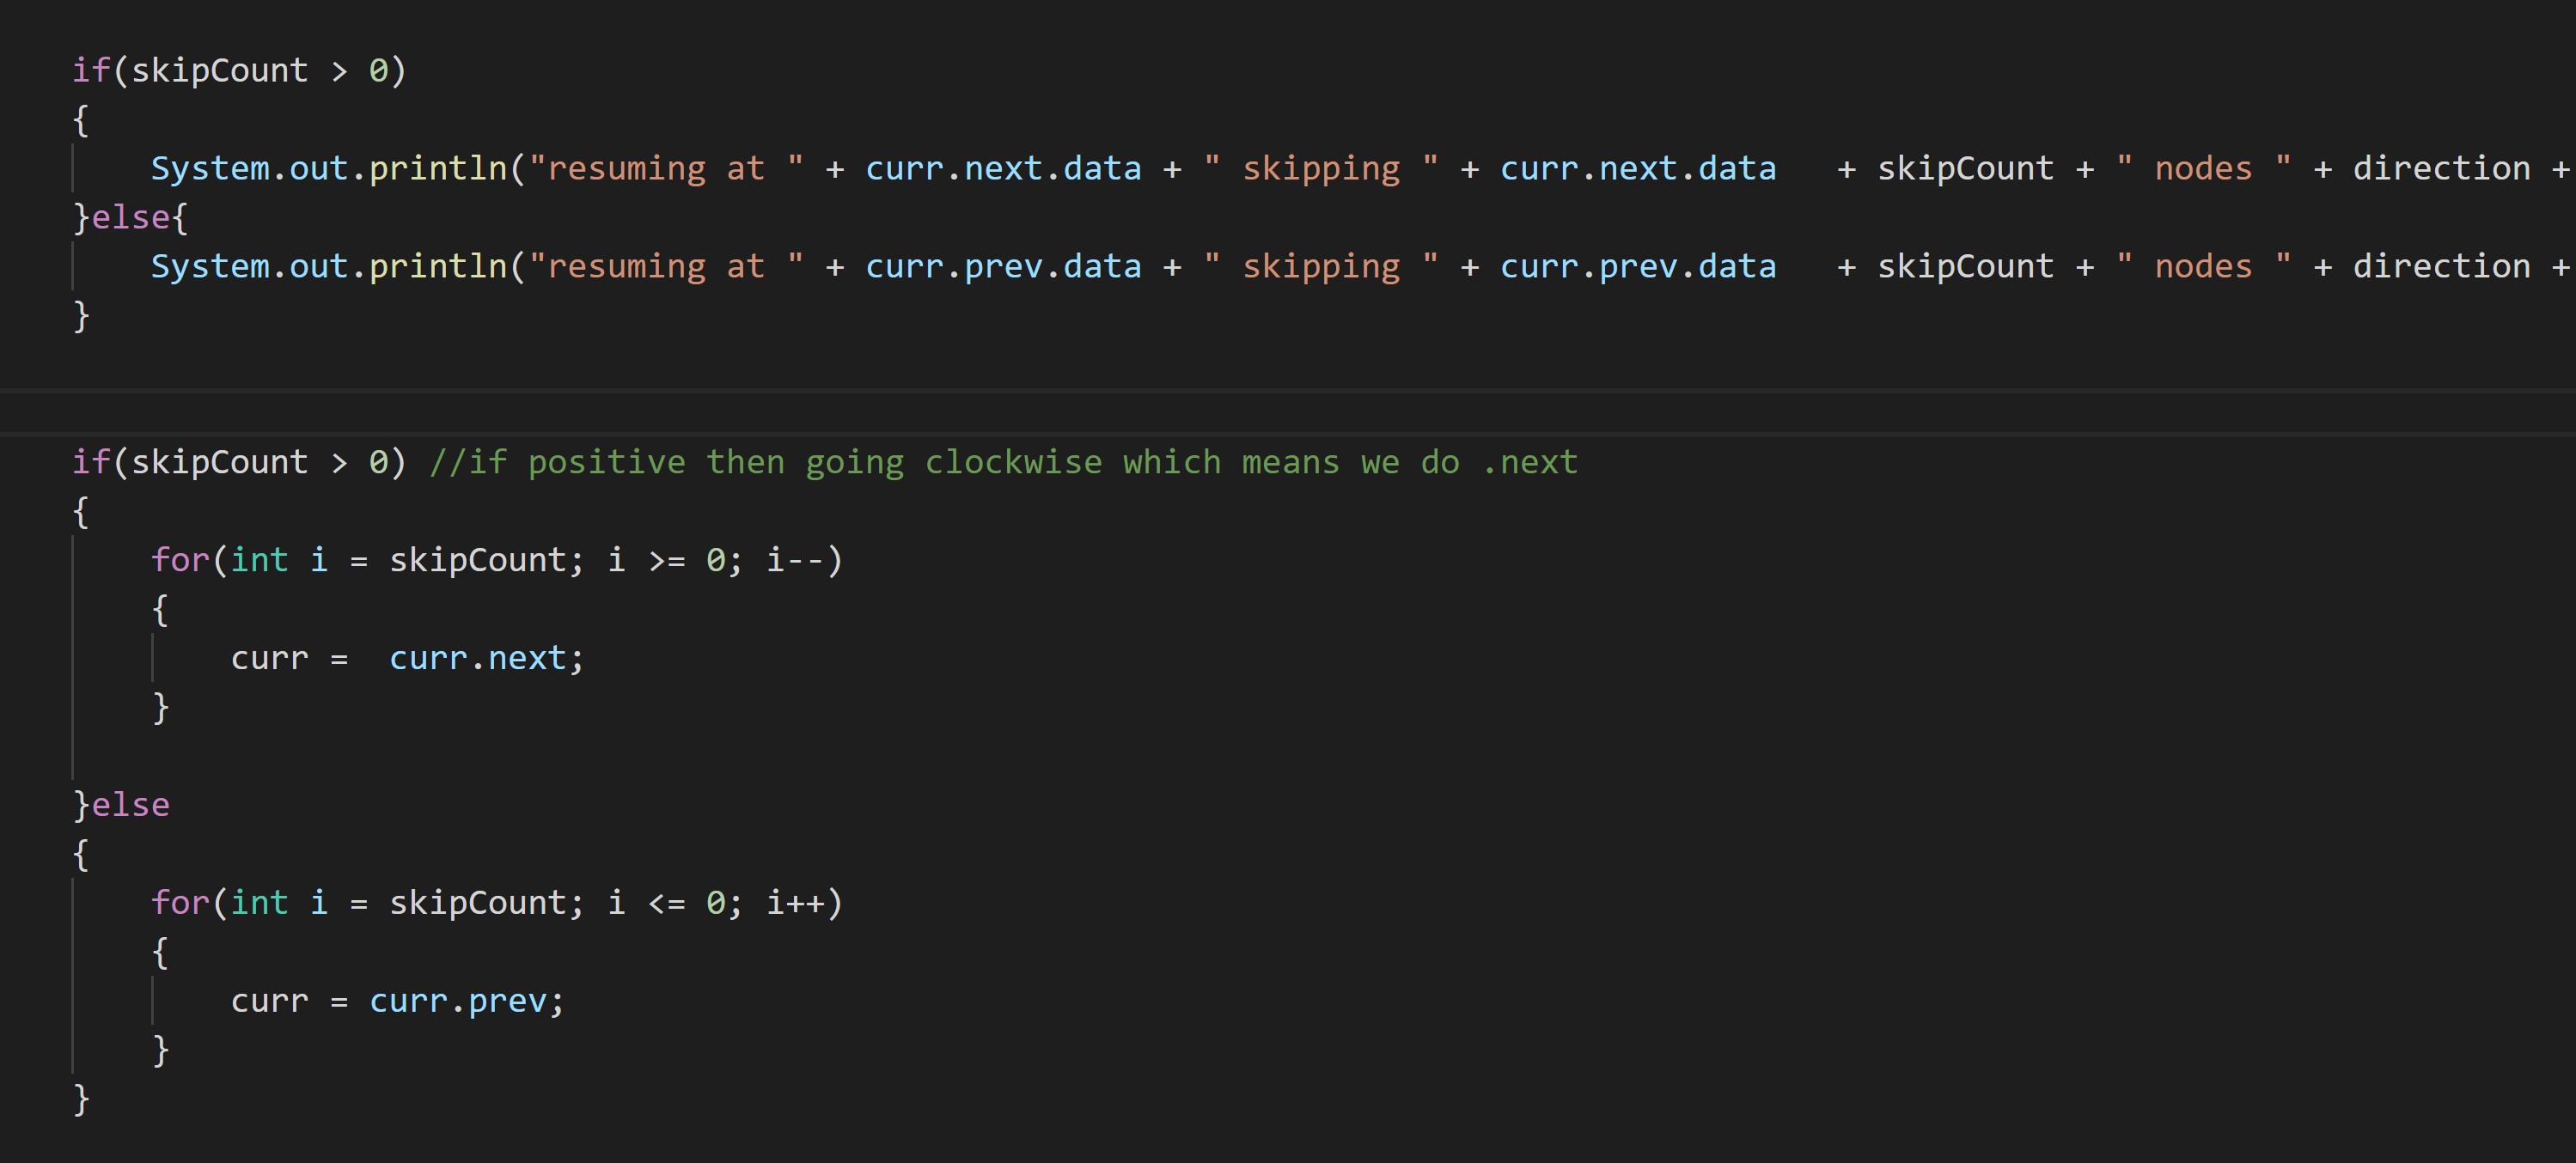 if(skipCount > 0)
{
    System.out.println("resuming at " + curr.next.data + " skipping " + curr.next.data   + skipCount + " nodes " + direction +
}else{
    System.out.println("resuming at " + curr.prev.data + " skipping " + curr.prev.data   + skipCount + " nodes " + direction +
}
if(skipCount > 0) //if positive then going clockwise which means we do .next
{
    for(int i = skipCount; i >= 0; i--)
    {
        curr =  curr.next;
    }
}else
{
    for(int i = skipCount; i <= 0; i++)
    {
        curr = curr.prev;
    }
}